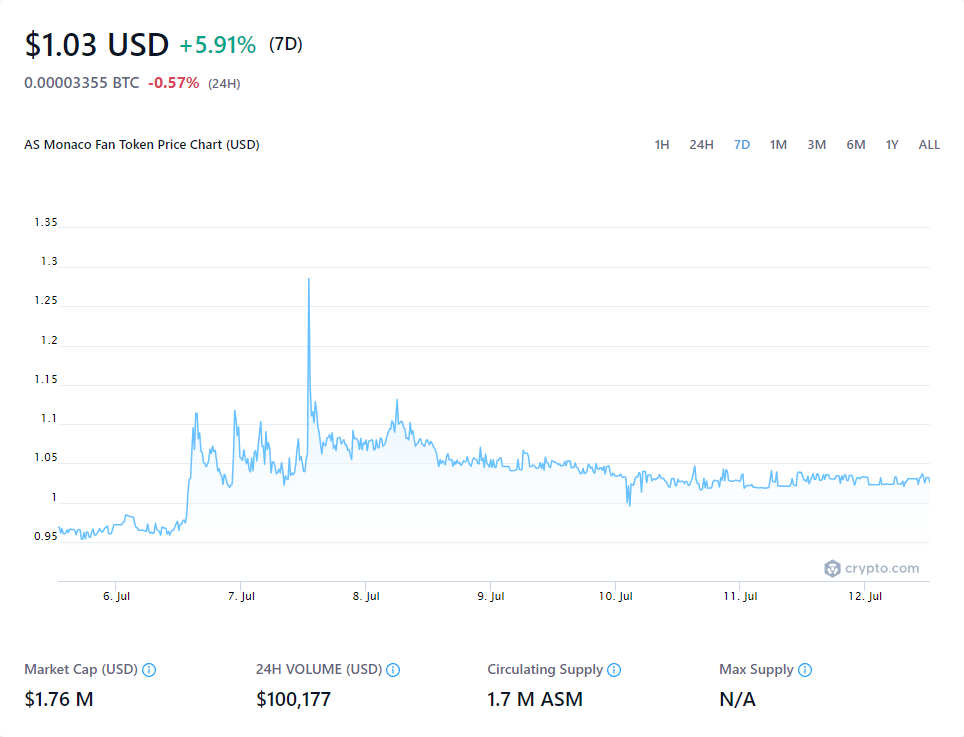 $1.03 USD +5.91% (7D)
0.00003355 BTC -0.57% (24H)
AS Monaco Fan Token Price Chart (USD) 1H 24H 7D 1M 3M 6M 1Y ALL
1.35
1.3
1.25
1.2
1.15
1.1
1.05
1
0.95
crypto.com
6. Jul 7. Jul 8. Jul 9. Jul 10. Jul 11. Jul 12. Jul
Market Cap (USD) 24H VOLUME (USD) Circulating Supply Max Supply
$1.76 M $100,177 1.7 M ASM N/A